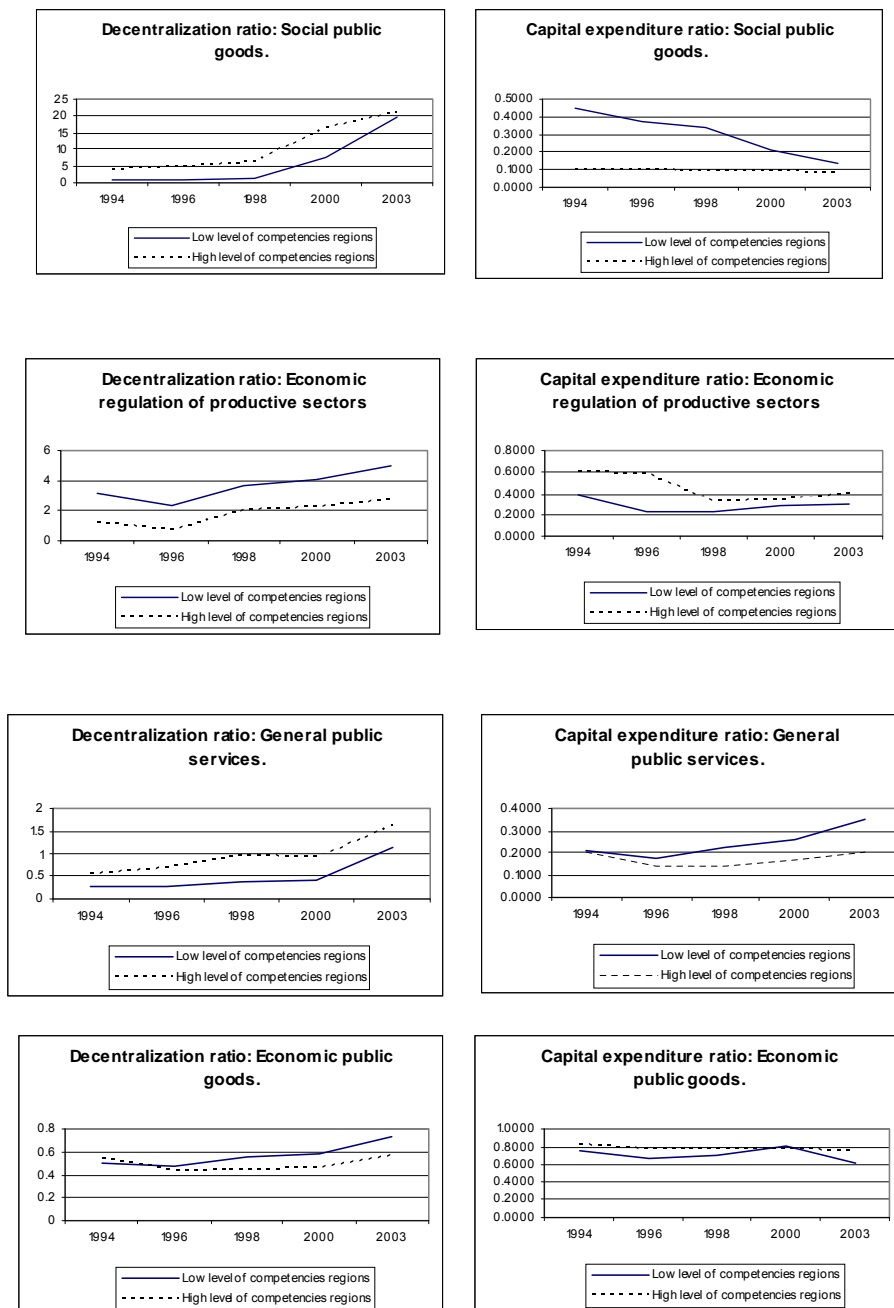 Decentralization ratio: Social public
goods.
25
20
15
10
5
0
1994 1996 1998 2000 2003
Low level of competencies regions
High level of competencies regions
Capital expenditure ratio: Social public
goods.
0.5000
0.4000
0.3000
0.2000
0.1000
0.0000
1994 1996 1998 2000 2003
Low level of competencies regions
High level of competencies regions
Decentralization ratio: Economic
regulation of productive sectors
6
4
2
0
1994 1996 1998 2000 2003
Low level of competencies regions
High level of competencies regions
Capital expenditure ratio: Economic
regulation of productive sectors
0.8000
0.6000
0.4000
0.2000
0.0000
1994 1996 1998 2000 2003
Low level of competencies regions
High level of competencies regions
Decentralization ratio: General public
services.
2
1.5
1
0.5
0
1994 1996 1998 2000 2003
Low level of competencies regions
High level of competencies regions
Capital expenditure ratio: General
public services.
0.4000
0.3000
0.2000
0.1000
0.0000
1994 1996 1998 2000 2003
Low level of competencies regions
High level of competencies regions
Decentralization ratio: Economic public
goods.
0.8
0.6
0.4
0.2
0
1994 1996 1998 2000 2003
Low level of competencies regions
High level of competencies regions
Capital expenditure ratio: Economic
public goods.
1.0000
0.8000
0.6000
0.4000
0.2000
0.0000
1994 1996 1998 2000 2003
Low level of competencies regions
High level of competencies regions